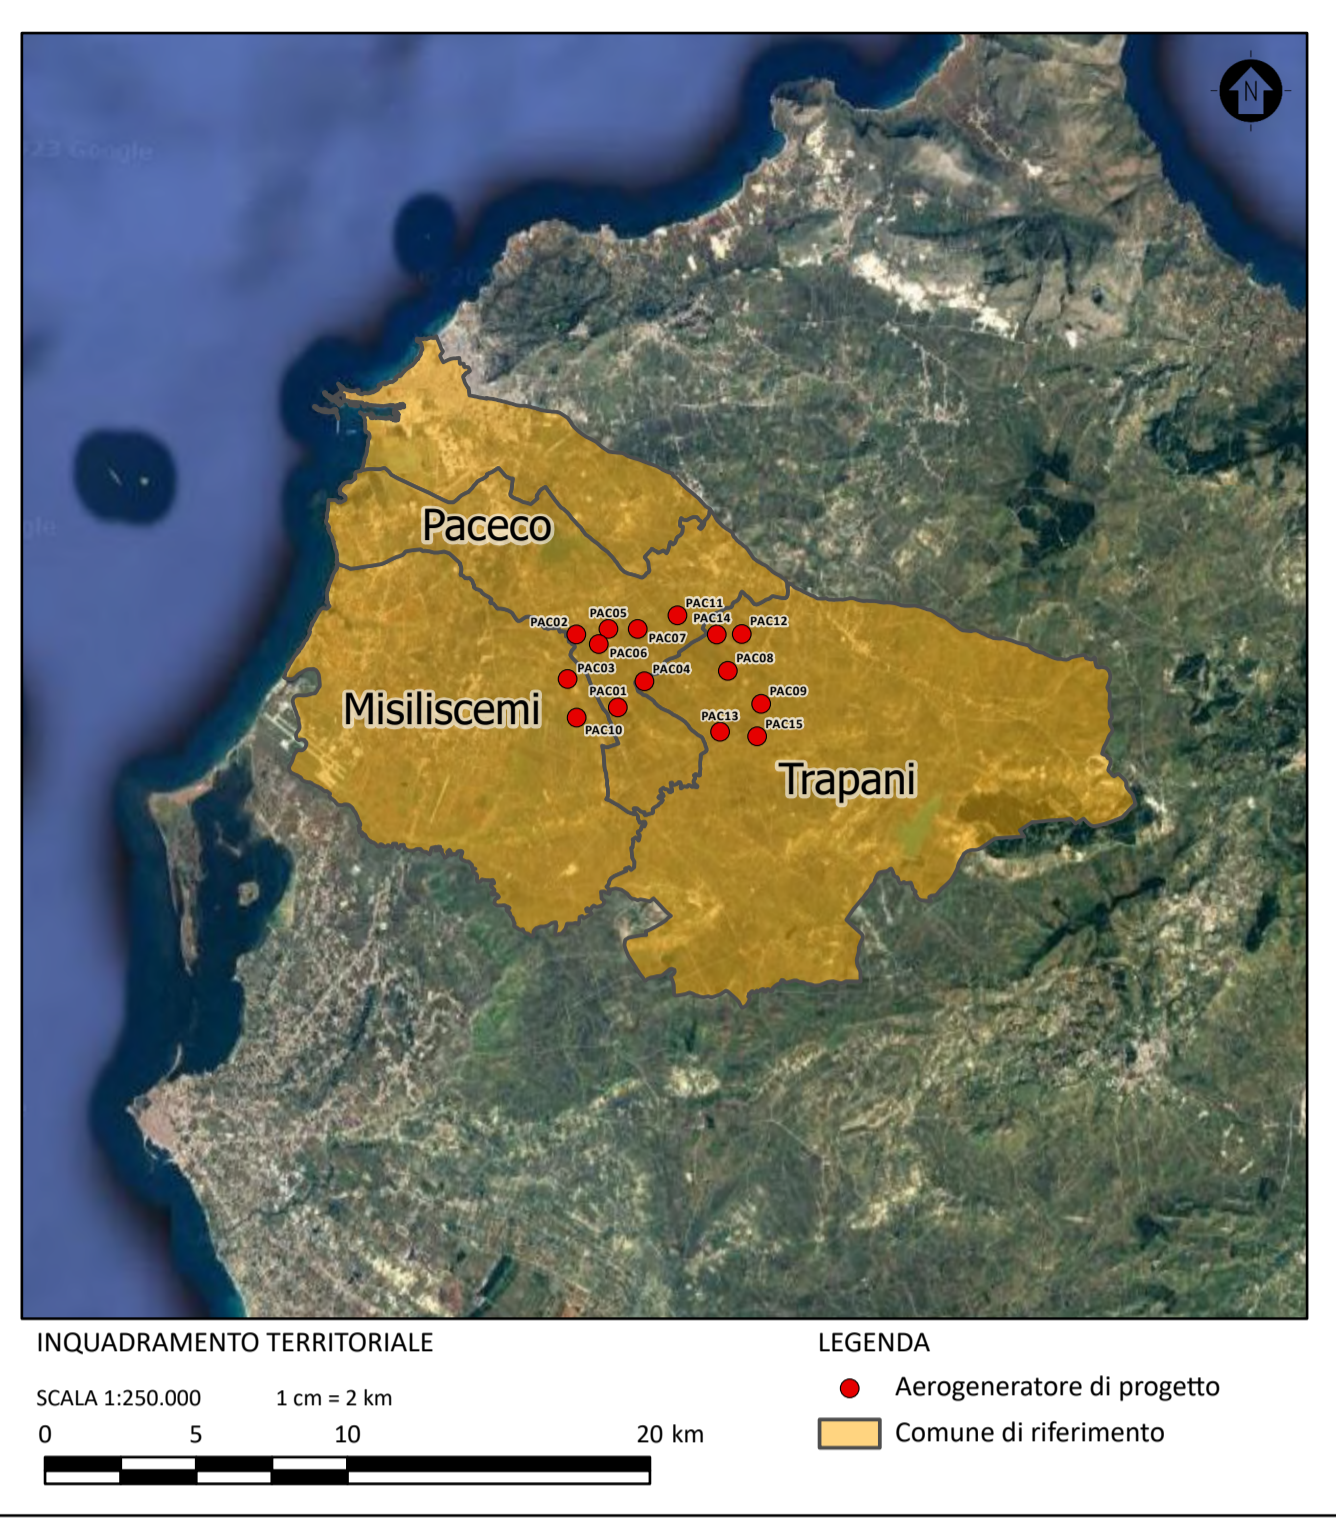 N
23 Google
Paceco
PAC11
PAC05
PAC14
PAC02
PAC12
PAC07
PAC06
PAC08
PAC03
PAC04
PAC01
PAC09
Misiliscemi
PAC13
PAC15
PAC10
Trapani
INQUADRAMENTO TERRITORIALE
SCALA 1:250.000 1 cm = 2 km
0 5 10 20 km
LEGENDA
Aerogeneratore di progetto
Comune di riferimento